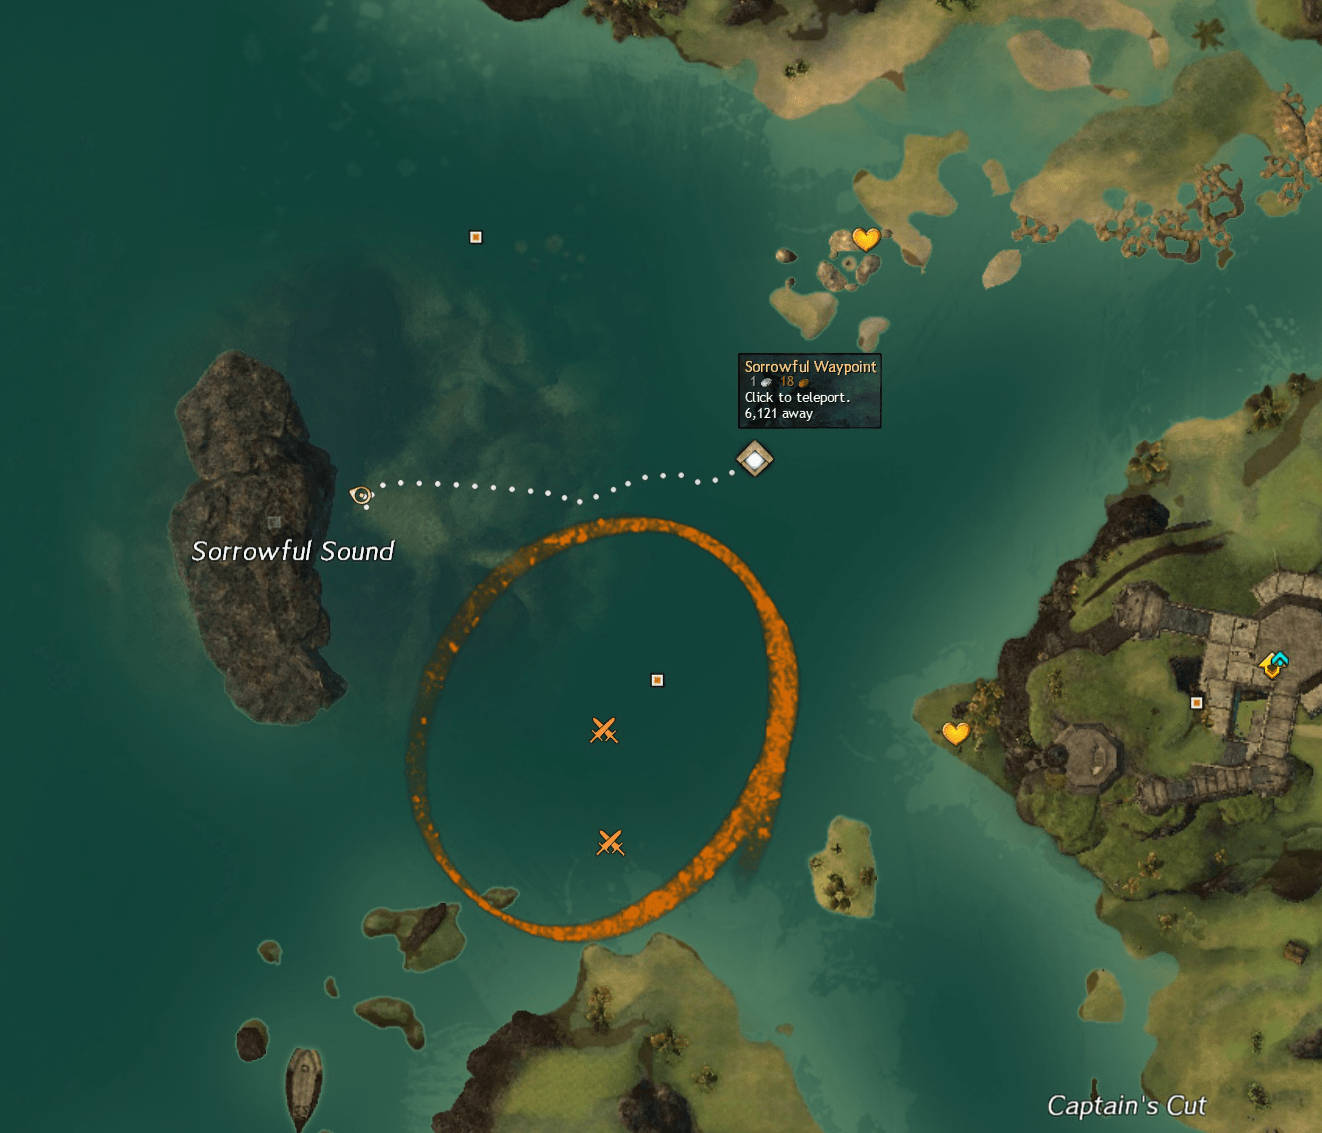 Sorrowful Waypoint
1 18
Click to teleport.
6,121 away
Sorrowful Sound
Captain's Cut